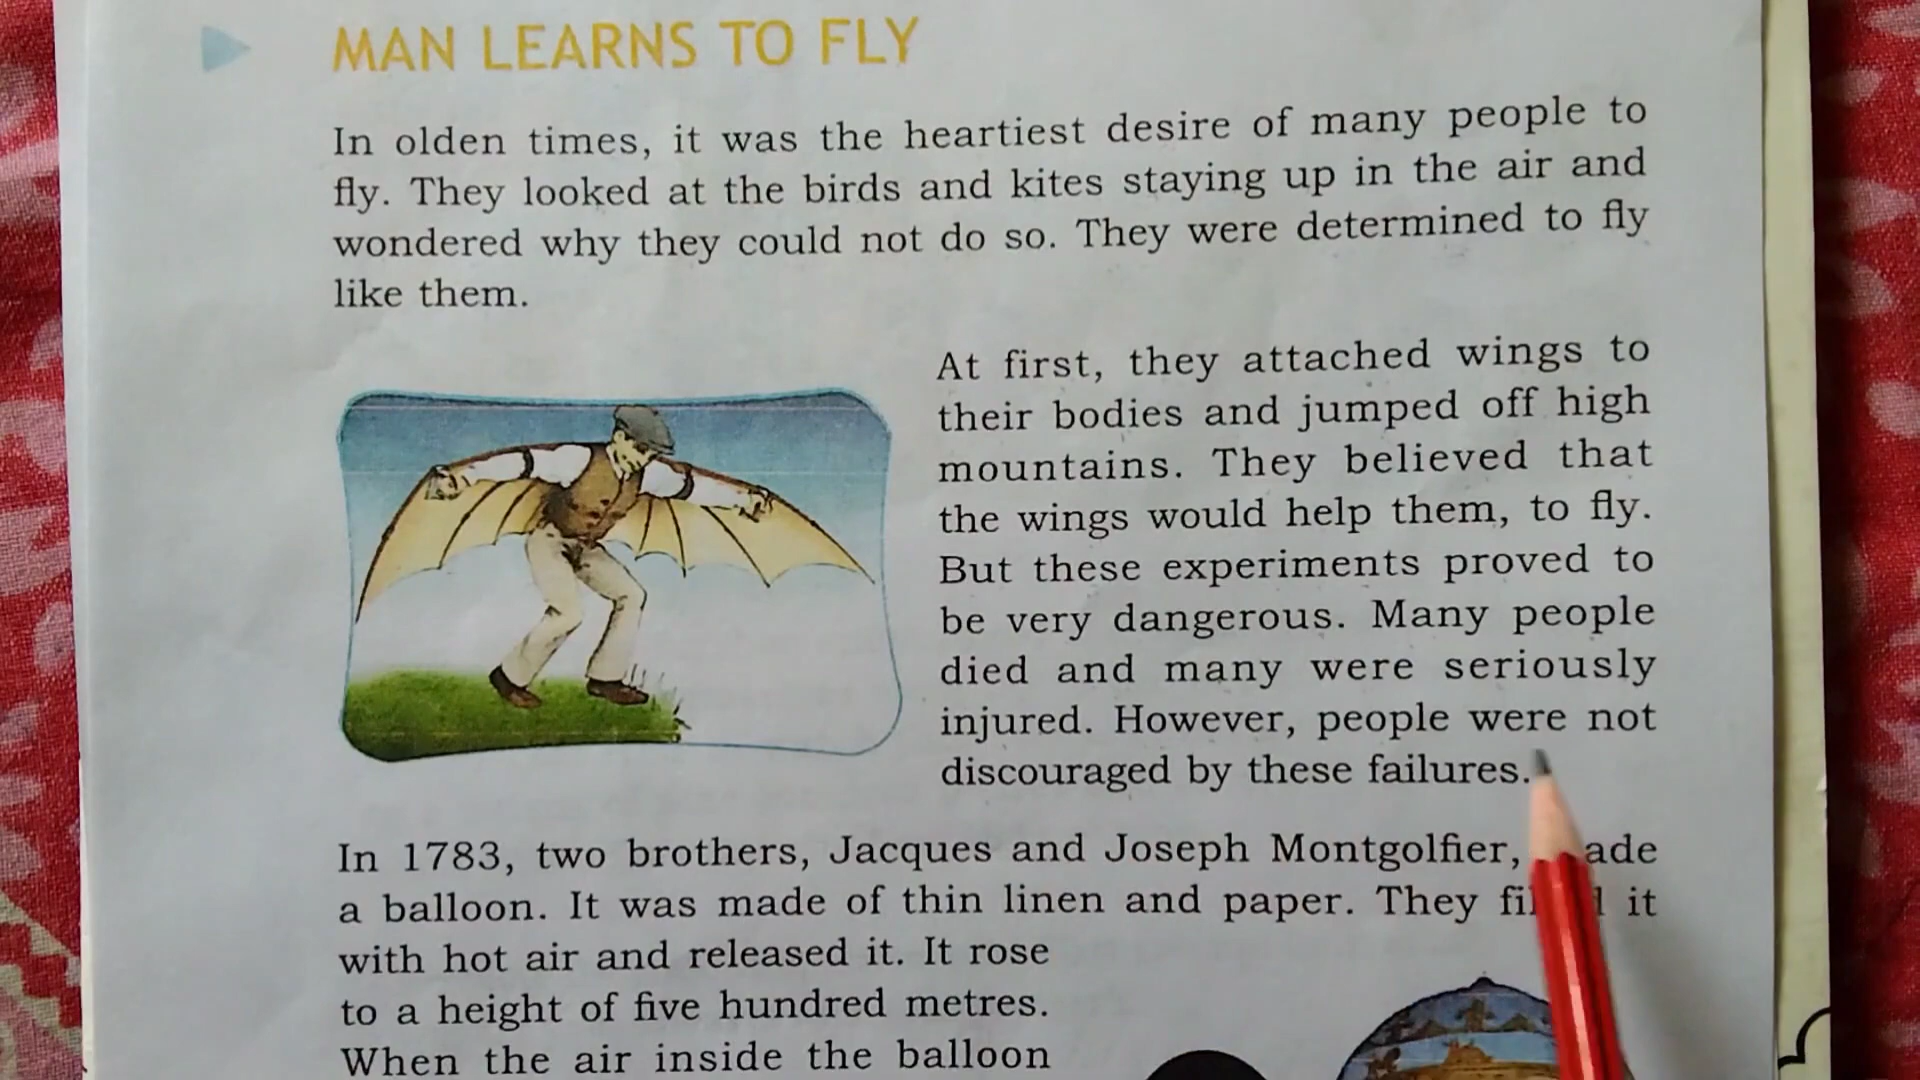 MAN LEARNS TO FLY
In olden times, it was the heartiest desire of many people to
fly. They looked at the birds and kites staying up in the air and
wondered why they could not do so. They were determined to fly
like them.
At first, they attached wings to
their bodies and jumped off high
mountains. They believed that
the wings would help them, to fly.
But these experiments proved to
be very dangerous. Many people
died and many were seriously
injured. However, people were not
discouraged by these failures.
In 1783, two brothers, Jacques and Joseph Montgolfier, ade
a balloon. It was made of thin linen and paper. They it
with hot air and released it. It rose
to a height of five hundred metres.
When the air inside the balloon